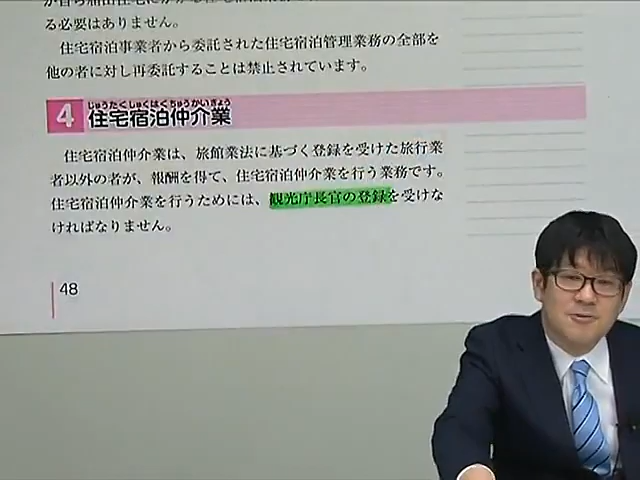 る必要はありません。
住宅宿泊事業者から委託された住宅宿泊管理業務の全部を
他の者に対し再委託することは禁止されています。
じゅうたくしゅくはくちゅうかいぎょう
4 住宅宿泊仲介業
住宅宿泊仲介業は、旅館業法に基づく登録を受けた旅行業
者以外の者が、報酬を得て、住宅宿泊仲介業を行う業務です。
住宅宿泊仲介業を行うためには、観光庁長官の登録を受けな
ければなりません。
48